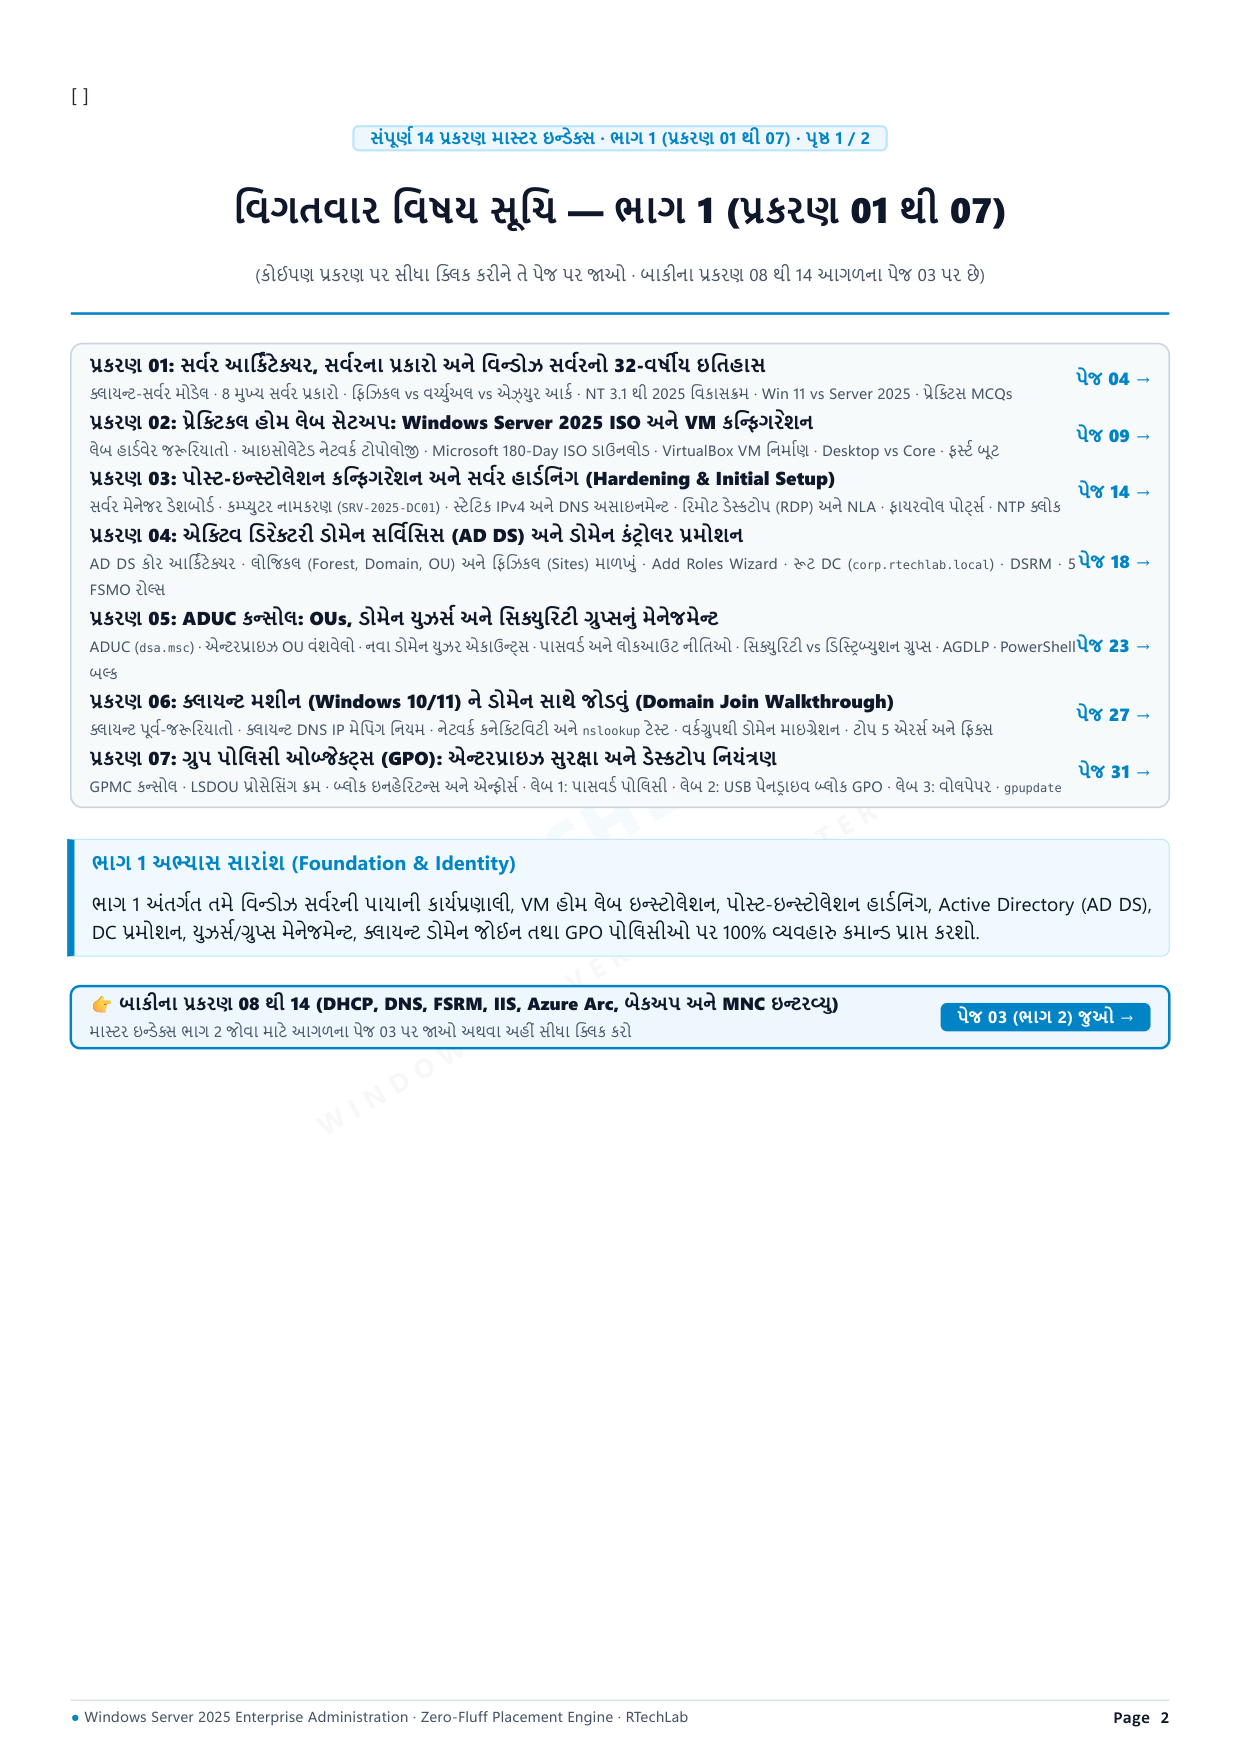 [ ]
સંપૂર્ણ 14 પ્રકરણ માસ્ટર ઇન્ડેક્સ · ભાગ 1 (પ્રકરણ 01 થી 07) · પૃષ્ઠ 1 / 2
વિગતવાર વિષય સૂચિ — ભાગ 1 (પ્રકરણ 01 થી 07)
(કોઈપણ પ્રકરણ પર સીધા ક્લિક કરીને તે પેજ પર જાઓ · બાકીના પ્રકરણ 08 થી 14 આગળના પેજ 03 પર છે)
પ્રકરણ 01: સર્વર આર્કિટેક્ચર, સર્વરના પ્રકારો અને વિન્ડોઝ સર્વરનો 32-વર્ષીય ઇતિહાસ
પેજ 04 →
ક્લાયન્ટ-સર્વર મોડેલ · 8 મુખ્ય સર્વર પ્રકારો · ફિઝિકલ vs વર્ચ્યુઅલ vs એઝ્યુર આર્ક · NT 3.1 થી 2025 વિકાસક્રમ · Win 11 vs Server 2025 · પ્રેક્ટિસ MCQs
પ્રકરણ 02: પ્રેક્ટિકલ હોમ લેબ સેટઅપ: Windows Server 2025 ISO અને VM કન્ફિગરેશન
પેજ 09 →
લેબ હાર્ડવેર જરૂરિયાતો · આઇસોલેટેડ નેટવર્ક ટોપોલોજી · Microsoft 180-Day ISO ડાઉનલોડ · VirtualBox VM નિર્માણ · Desktop vs Core · ફર્સ્ટ બૂટ
પ્રકરણ 03: પોસ્ટ-ઇન્સ્ટોલેશન કન્ફિગરેશન અને સર્વર હાર્ડનિંગ (Hardening & Initial Setup)
પેજ 14 →
સર્વર મેનેજર ડેશબોર્ડ · કમ્પ્યુટર નામકરણ (SRV-2025-DC01) · સ્ટેટિક IPv4 અને DNS અસાઇનમેન્ટ · રિમોટ ડેસ્કટોપ (RDP) અને NLA · ફાયરવોલ પોર્ટ્સ · NTP ક્લોક
પ્રકરણ 04: એક્ટિવ ડિરેક્ટરી ડોમેન સર્વિસિસ (AD DS) અને ડોમેન કંટ્રોલર પ્રમોશન
AD DS કોર આર્કિટેક્ચર · લોજિકલ (Forest, Domain, OU) અને ફિઝિકલ (Sites) માળખું · Add Roles Wizard · રૂટ DC (corp.rtechlab.local) · DSRM · 5 પેજ 18 →
FSMO રોલ્સ
પ્રકરણ 05: ADUC કન્સોલ: OUs, ડોમેન યુઝર્સ અને સિક્યુરિટી ગ્રુપ્સનું મેનેજમેન્ટ
ADUC (dsa.msc) · એન્ટરપ્રાઇઝ OU વંશવેલો · નવા ડોમેન યુઝર એકાઉન્ટ્સ · પાસવર્ડ અને લોકઆઉટ નીતિઓ · સિક્યુરિટી vs ડિસ્ટ્રિબ્યુશન ગ્રુપ્સ · AGDLP · PowerShell પેજ 23 →
બલ્ક
પ્રકરણ 06: ક્લાયન્ટ મશીન (Windows 10/11) ને ડોમેન સાથે જોડવું (Domain Join Walkthrough)
પેજ 27 →
ક્લાયન્ટ પૂર્વ-જરૂરિયાતો · ક્લાયન્ટ DNS IP મેપિંગ નિયમ · નેટવર્ક કનેક્ટિવિટી અને nslookup ટેસ્ટ · વર્કગ્રુપથી ડોમેન માઇગ્રેશન · ટોપ 5 એરર્સ અને ફિક્સ
પ્રકરણ 07: ગ્રુપ પોલિસી ઓબ્જેક્ટ્સ (GPO): એન્ટરપ્રાઇઝ સુરક્ષા અને ડેસ્કટોપ નિયંત્રણ
પેજ 31 →
GPMC કન્સોલ · LSDOU પ્રોસેસિંગ ક્રમ · બ્લોક ઇનહેરિટન્સ અને એન્ફોર્સ · લેબ 1: પાસવર્ડ પોલિસી · લેબ 2: USB પેનડ્રાઇવ બ્લોક GPO · લેબ 3: વોલપેપર · gpupdate
ભાગ 1 અભ્યાસ સારાંશ (Foundation & Identity)
ભાગ 1 અંતર્ગત તમે વિન્ડોઝ સર્વરની પાયાની કાર્યપ્રણાલી, VM હોમ લેબ ઇન્સ્ટોલેશન, પોસ્ટ-ઇન્સ્ટોલેશન હાર્ડનિંગ, Active Directory (AD DS),
DC પ્રમોશન, યુઝર્સ/ગ્રુપ્સ મેનેજમેન્ટ, ક્લાયન્ટ ડોમેન જોઈન તથા GPO પોલિસીઓ પર 100% વ્યવહારુ કમાન્ડ પ્રાપ્ત કરશો.
👉 બાકીના પ્રકરણ 08 થી 14 (DHCP, DNS, FSRM, IIS, Azure Arc, બેકઅપ અને MNC ઇન્ટરવ્યુ)
પેજ 03 (ભાગ 2) જુઓ →
માસ્ટર ઇન્ડેક્સ ભાગ 2 જોવા માટે આગળના પેજ 03 પર જાઓ અથવા અહીં સીધા ક્લિક કરો
● Windows Server 2025 Enterprise Administration · Zero-Fluff Placement Engine · RTechLab
Page 2